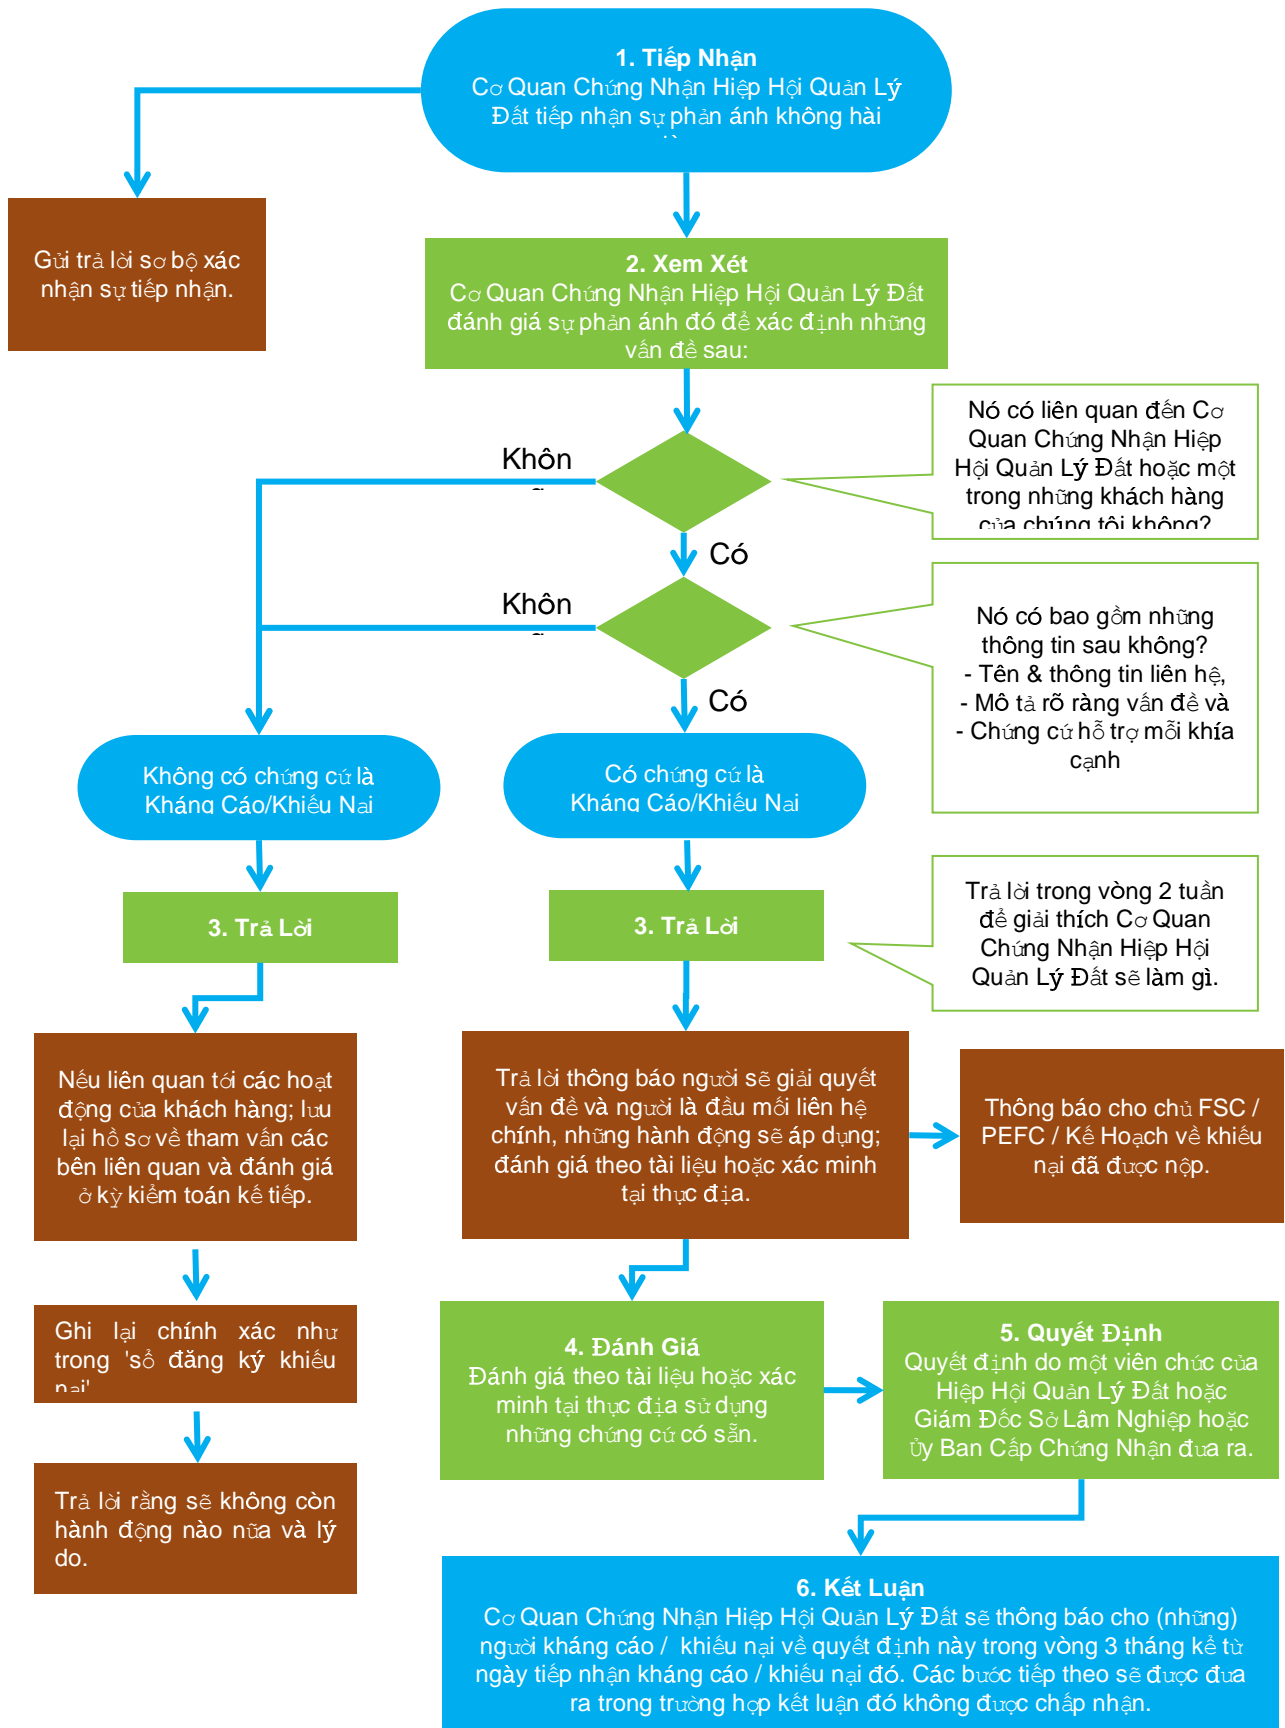 1. Tiếp Nhận
Cơ Quan Chứng Nhận Hiệp Hội Quản Lý
Đất tiếp nhận sự phản ánh không hài
Gửi trả lời sơ bộ xác
nhận sự tiếp nhận.
2. Xem Xét
Cơ Quan Chứng Nhận Hiệp Hội Quản Lý Đất
đánh giá sự phản ánh đó để xác định những
vấn đề sau:
Nó có liên quan đến Cơ
Quan Chứng Nhận Hiệp
Hội Quản Lý Đất hoặc một
trong những khách hàng
của chúng tôi không?
Khôn
Có
Nó có bao gồm những
thông tin sau không?
- Tên & thông tin liên hệ,
- Mô tả rõ ràng vấn đề và
- Chứng cứ hỗ trợ mỗi khía
cạnh
Khôn
Có
Không có chứng cứ là
Kháng Cáo/Khiếu Nại
Có chứng cứ là
Kháng Cáo/Khiếu Nại
3. Trả Lời
3. Trả Lời
Trả lời trong vòng 2 tuần
để giải thích Cơ Quan
Chứng Nhận Hiệp Hội
Quản Lý Đất sẽ làm gì.
Nếu liên quan tới các hoạt
động của khách hàng; lưu
lại hồ sơ về tham vấn các
bên liên quan và đánh giá
ở kỳ kiểm toán kế tiếp.
Trả lời thông báo người sẽ giải quyết
vấn đề và người là đầu mối liên hệ
chính, những hành động sẽ áp dụng;
đánh giá theo tài liệu hoặc xác minh
tại thực địa.
Thông báo cho chủ FSC /
PEFC / Kế Hoạch về khiếu
nại đã được nộp.
Ghi lại chính xác như
trong 'sổ đăng ký khiếu
nại'
4. Đánh Giá
Đánh giá theo tài liệu hoặc xác
minh tại thực địa sử dụng
những chứng cứ có sẵn.
5. Quyết Định
Quyết định do một viên chức của
Hiệp Hội Quản Lý Đất hoặc
Giám Đốc Sở Lâm Nghiệp hoặc
Ủy Ban Cấp Chứng Nhận đưa ra.
Trả lời rằng sẽ không còn
hành động nào nữa và lý
do.
6. Kết Luận
Cơ Quan Chứng Nhận Hiệp Hội Quản Lý Đất sẽ thông báo cho (những)
người kháng cáo / khiếu nại về quyết định này trong vòng 3 tháng kể từ
ngày tiếp nhận kháng cáo / khiếu nại đó. Các bước tiếp theo sẽ được đưa
ra trong trường hợp kết luận đó không được chấp nhận.